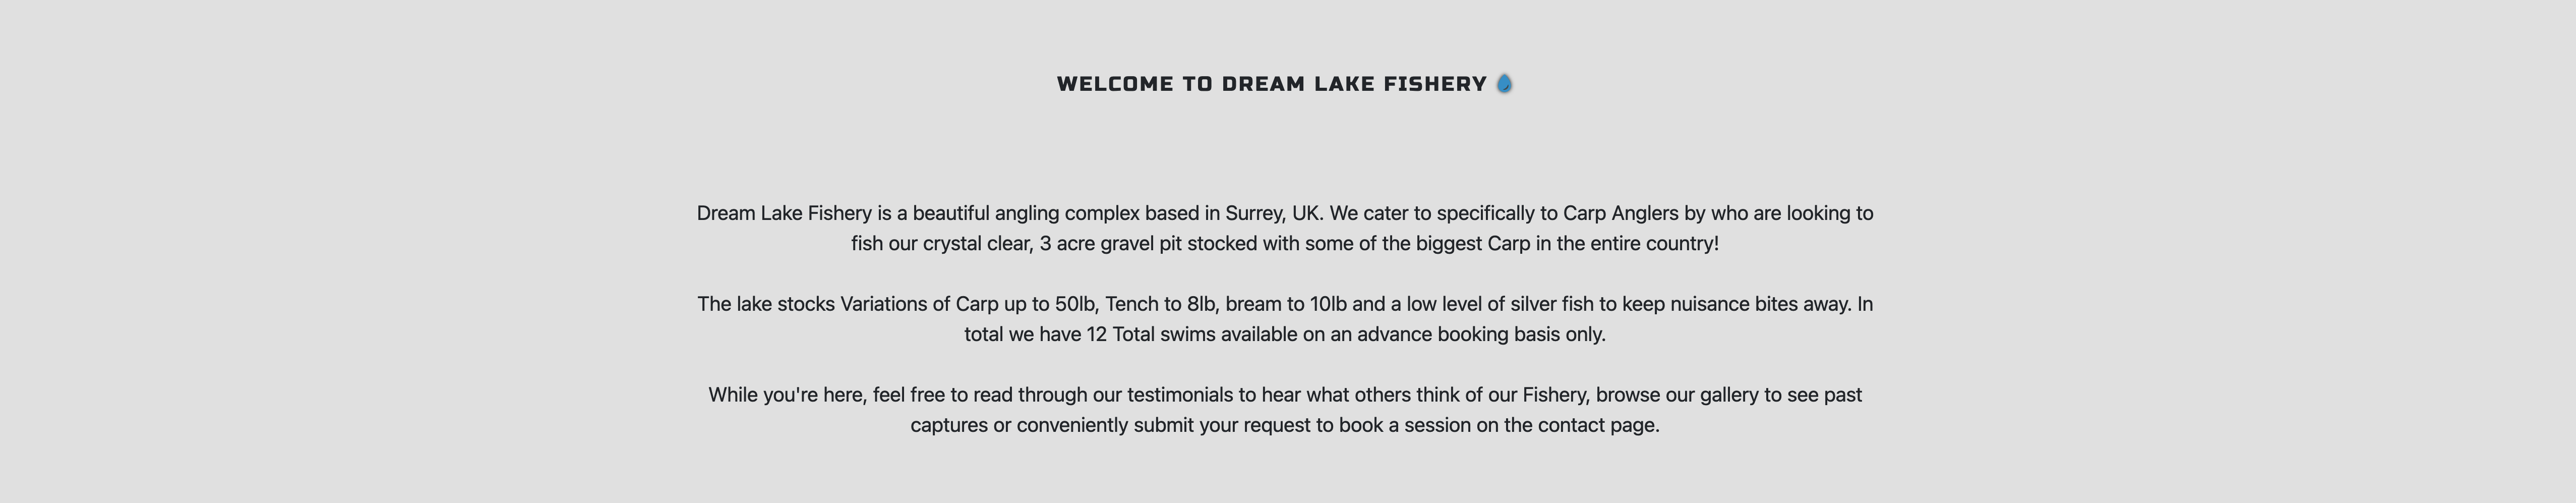 WELCOME TO DREAM LAKE FISHERY 💧
Dream Lake Fishery is a beautiful angling complex based in Surrey, UK. We cater to specifically to Carp Anglers by who are looking to
fish our crystal clear, 3 acre gravel pit stocked with some of the biggest Carp in the entire country!
The lake stocks Variations of Carp up to 50lb, Tench to 8lb, bream to 10lb and a low level of silver fish to keep nuisance bites away. In
total we have 12 Total swims available on an advance booking basis only.
While you're here, feel free to read through our testimonials to hear what others think of our Fishery, browse our gallery to see past
captures or conveniently submit your request to book a session on the contact page.